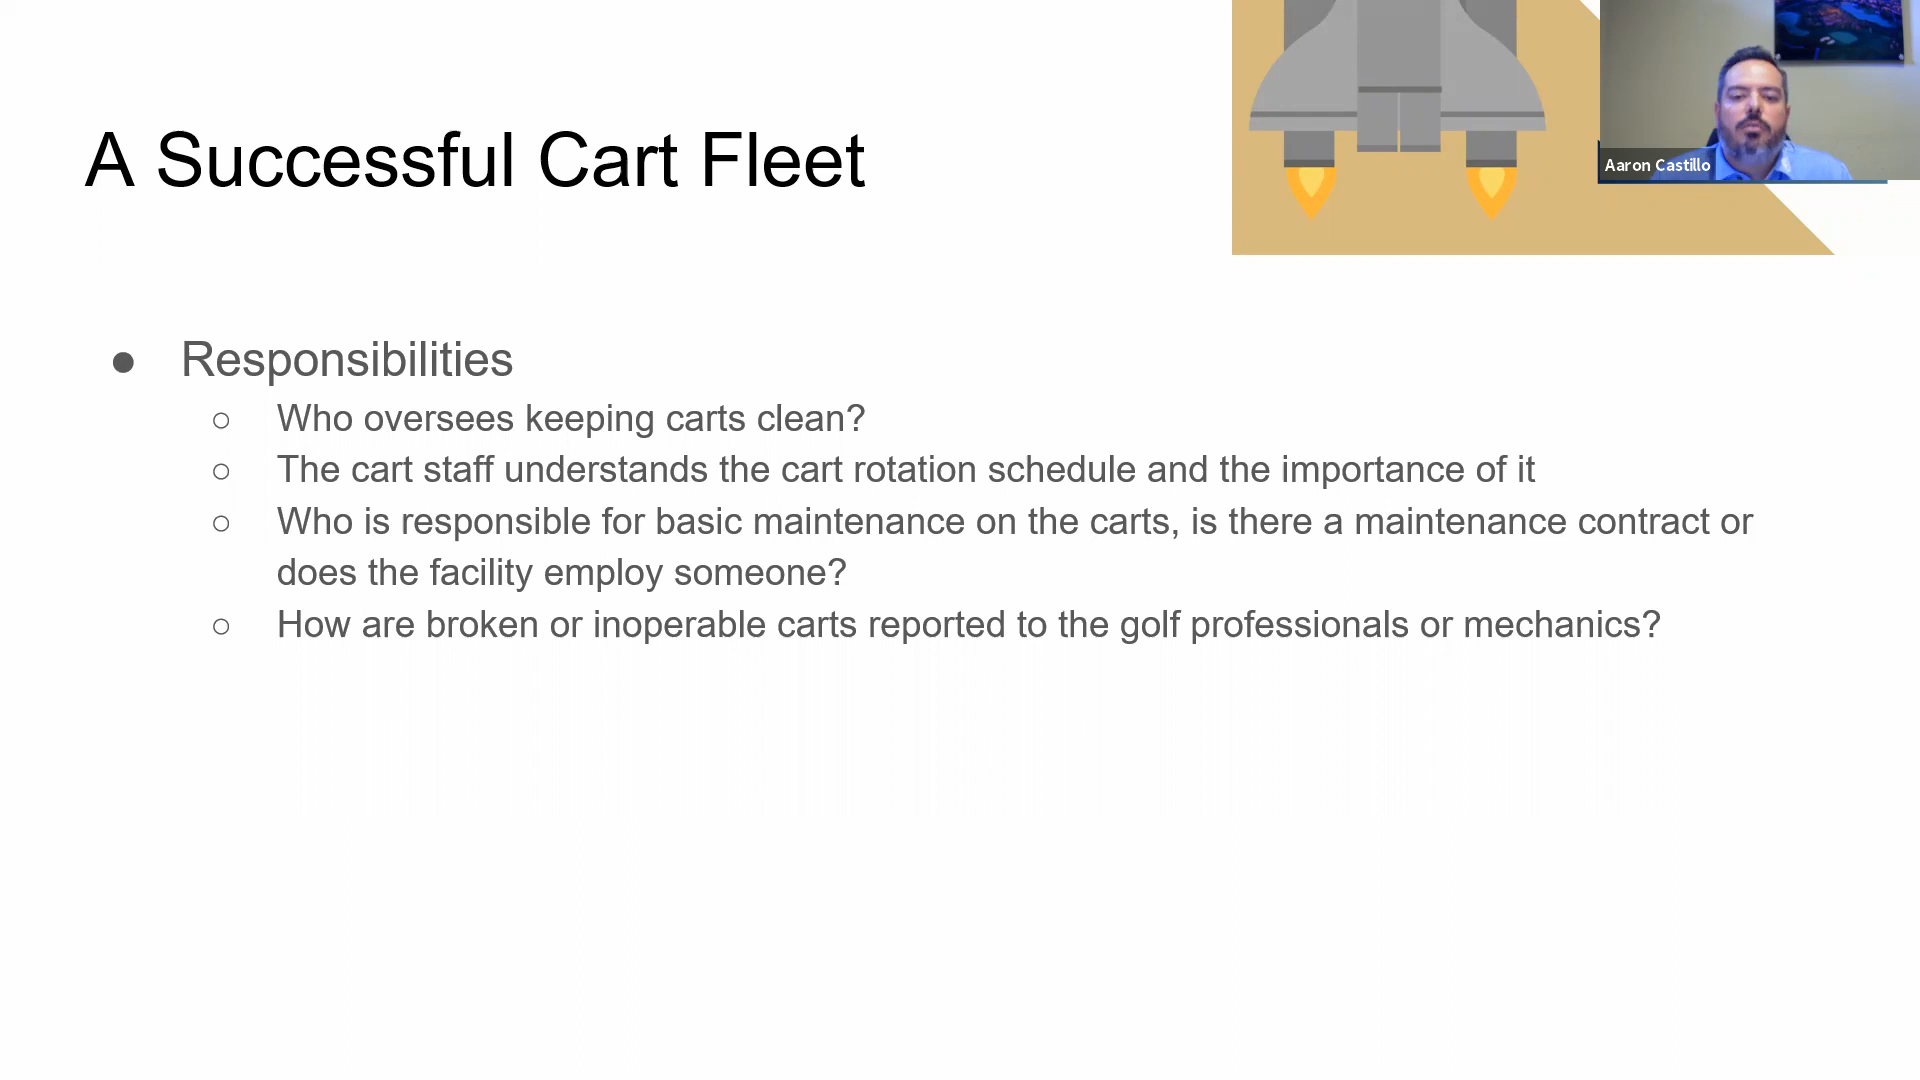 A Successful Cart Fleet
Aaron Castillo
● Responsibilities
○ Who oversees keeping carts clean?
○ The cart staff understands the cart rotation schedule and the importance of it
○ Who is responsible for basic maintenance on the carts, is there a maintenance contract or
does the facility employ someone?
○ How are broken or inoperable carts reported to the golf professionals or mechanics?